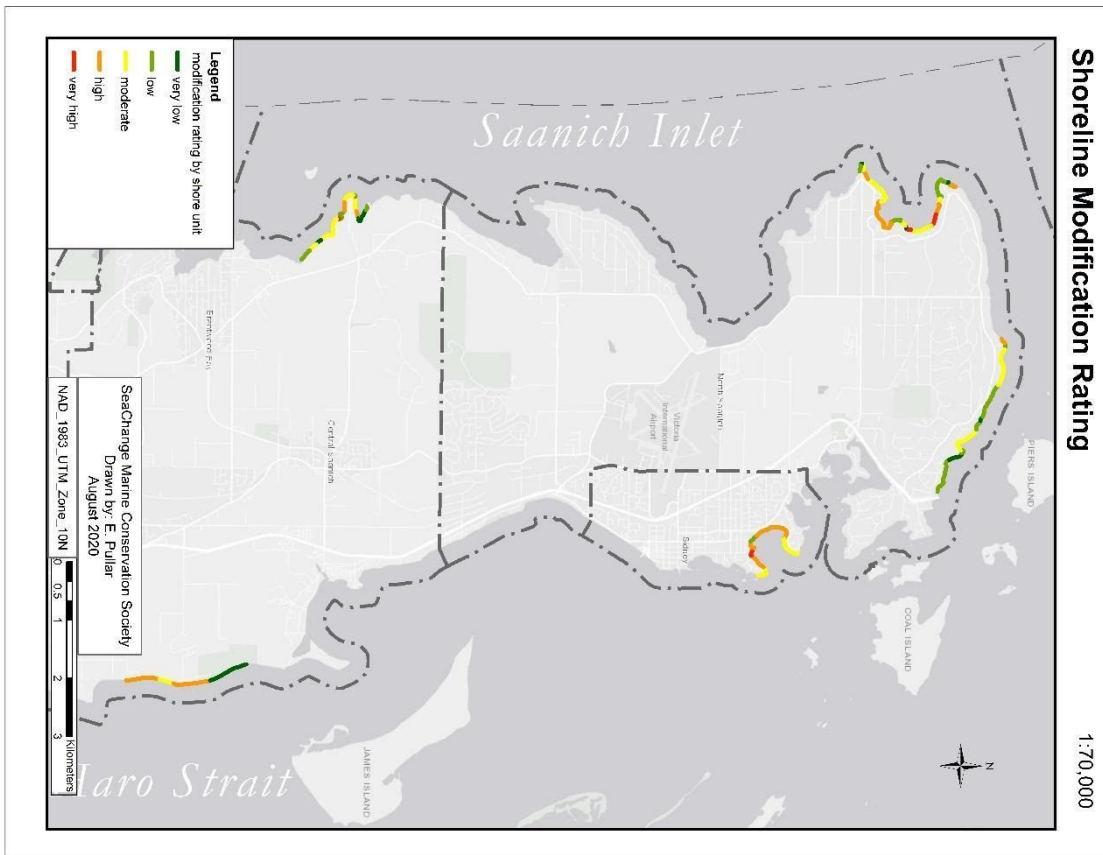 Shoreline Modification Rating
1:70,000
Saanich Inlet
PIERS ISLAND
COAL ISLAND
N
North Saanich
Victoria
International
Airport
Sidney
Central Saanich
Brentwood Bay
JAMES ISLAND
Haro Strait
Legend
modification rating by shore unit
very low
low
moderate
high
very high
SeaChange Marine Conservation Society
Drawn by: E. Pullar
August 2020
NAD_1983_UTM_Zone_10N
0 0.5 1 2 3
Kilometers